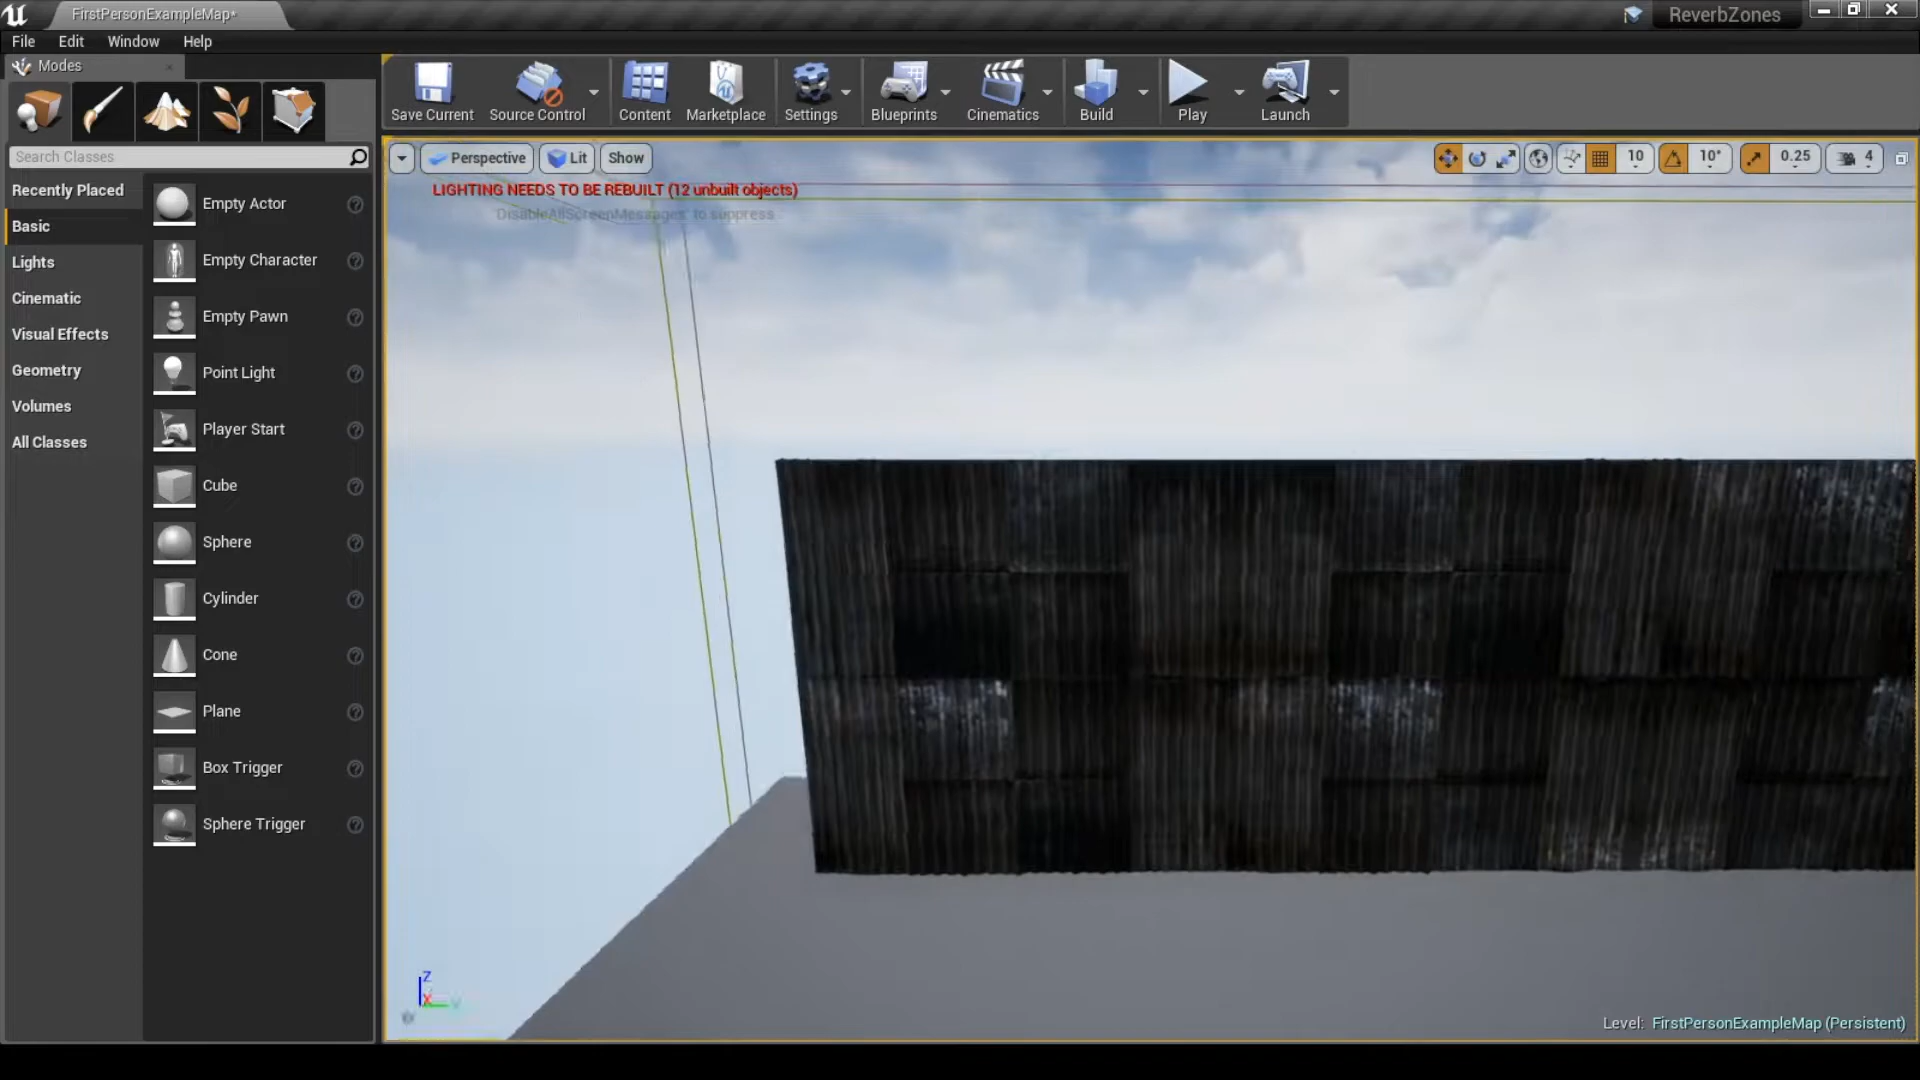 FirstPersonExampleMap*
ReverbZones
File Edit Window Help
Modes
Save Current Source Control Content Marketplace Settings Blueprints Cinematics Build Play Launch
Search Classes
Perspective Lit Show
10 10° 0.25 4
LIGHTING NEEDS TO BE REBUILT (12 unbuilt objects)
'DisableAllScreenMessages' to suppress
Recently Placed
Basic
Lights
Cinematic
Visual Effects
Geometry
Volumes
All Classes
Empty Actor
Empty Character
Empty Pawn
Point Light
Player Start
Cube
Sphere
Cylinder
Cone
Plane
Box Trigger
Sphere Trigger
Z
X
Y
Level: FirstPersonExampleMap (Persistent)